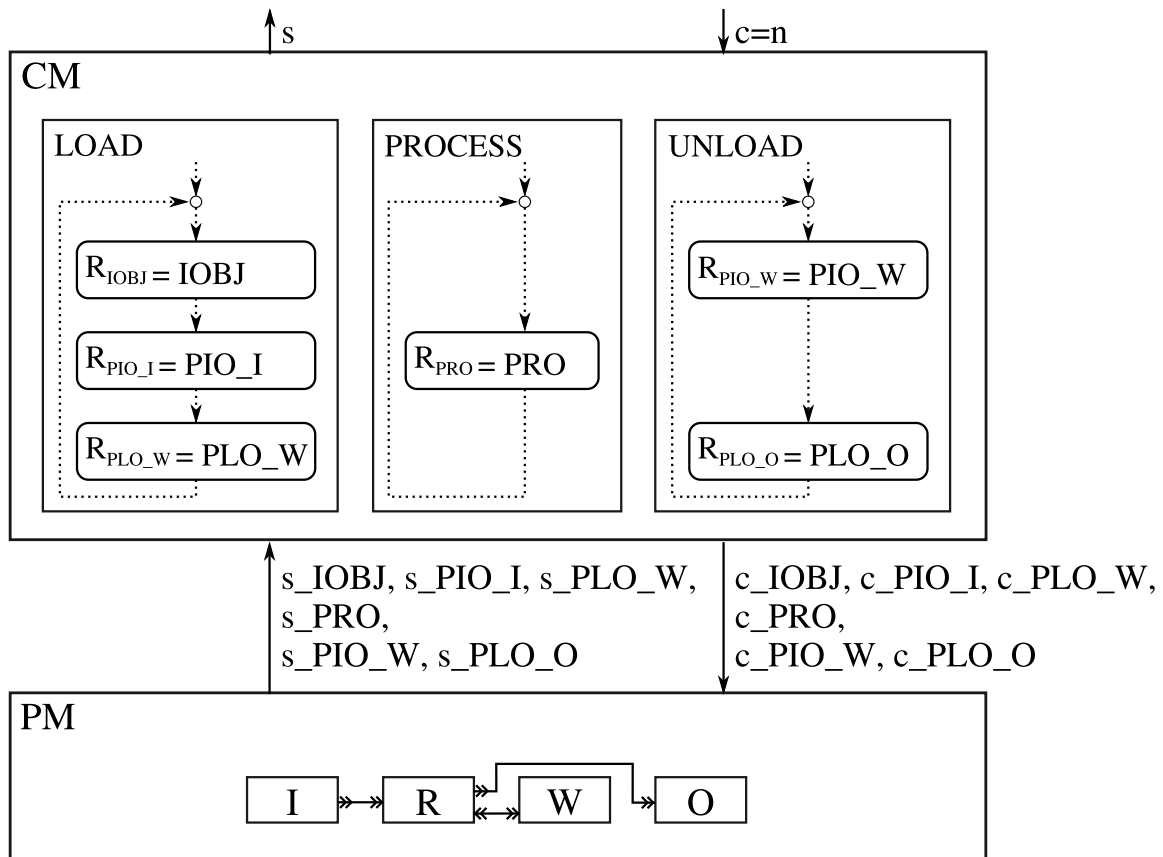 s
c=n
CM
LOAD
R_IOBJ = IOBJ
R_PIO_I = PIO_I
R_PLO_W = PLO_W
PROCESS
R_PRO = PRO
UNLOAD
R_PIO_W = PIO_W
R_PLO_O = PLO_O
s_IOBJ, s_PIO_I, s_PLO_W,
s_PRO,
s_PIO_W, s_PLO_O
c_IOBJ, c_PIO_I, c_PLO_W,
c_PRO,
c_PIO_W, c_PLO_O
PM
I
R
W
O